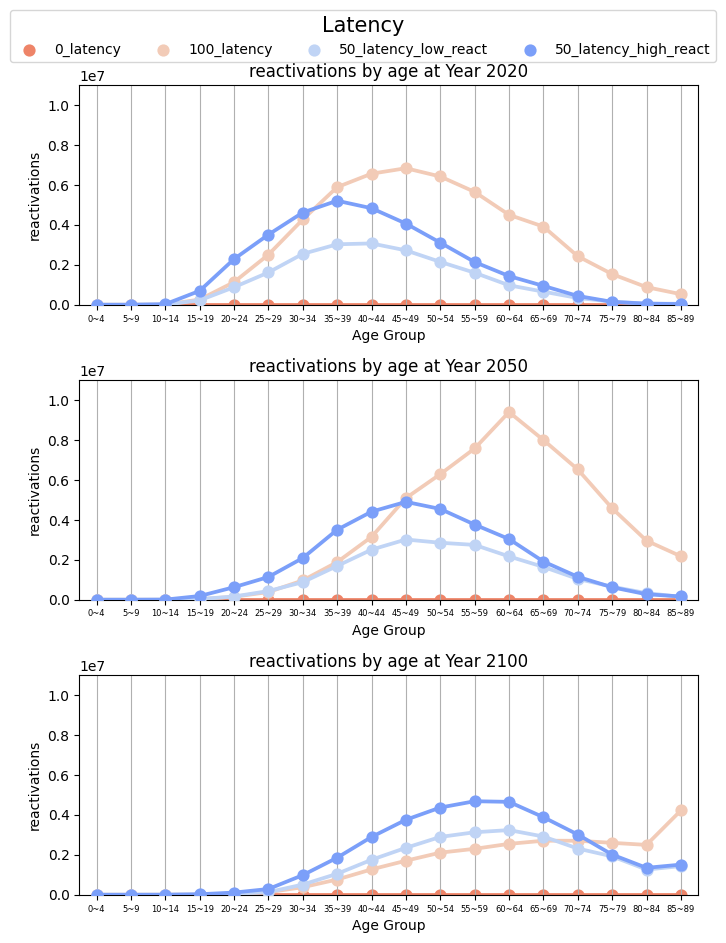 Latency
0_latency 100_latency 50_latency_low_react 50_latency_high_react
reactivations by age at Year 2020
1e7
1.0
0.8
0.6
0.4
0.2
0.0
reactivations
0~4 5~9 10~14 15~19 20~24 25~29 30~34 35~39 40~44 45~49 50~54 55~59 60~64 65~69 70~74 75~79 80~84 85~89
Age Group
reactivations by age at Year 2050
1e7
1.0
0.8
0.6
0.4
0.2
0.0
reactivations
0~4 5~9 10~14 15~19 20~24 25~29 30~34 35~39 40~44 45~49 50~54 55~59 60~64 65~69 70~74 75~79 80~84 85~89
Age Group
reactivations by age at Year 2100
1e7
1.0
0.8
0.6
0.4
0.2
0.0
reactivations
0~4 5~9 10~14 15~19 20~24 25~29 30~34 35~39 40~44 45~49 50~54 55~59 60~64 65~69 70~74 75~79 80~84 85~89
Age Group